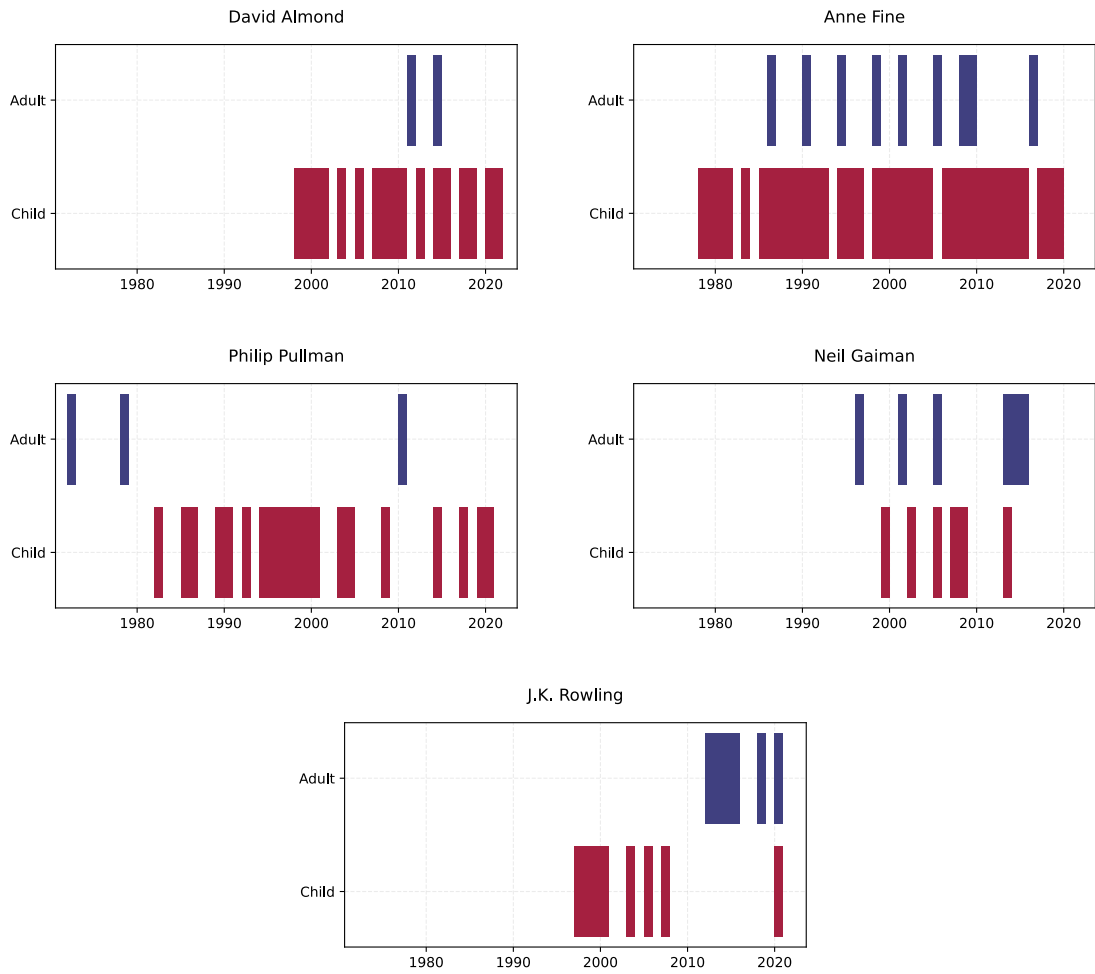 David Almond
Adult
Child
1980 1990 2000 2010 2020
Anne Fine
Adult
Child
1980 1990 2000 2010 2020
Philip Pullman
Adult
Child
1980 1990 2000 2010 2020
Neil Gaiman
Adult
Child
1980 1990 2000 2010 2020
J.K. Rowling
Adult
Child
1980 1990 2000 2010 2020